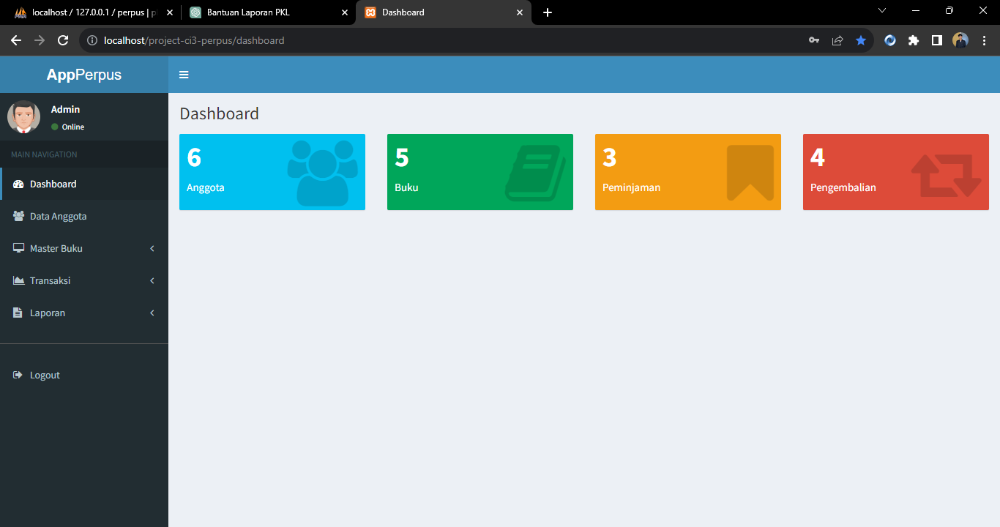 localhost / 127.0.0.1 / perpus | p
Bantuan Laporan PKL
Dashboard
localhost/project-ci3-perpus/dashboard
AppPerpus
Admin
Online
MAIN NAVIGATION
Dashboard
Data Anggota
Master Buku
Transaksi
Laporan
Logout
Dashboard
6
Anggota
5
Buku
3
Peminjaman
4
Pengembalian